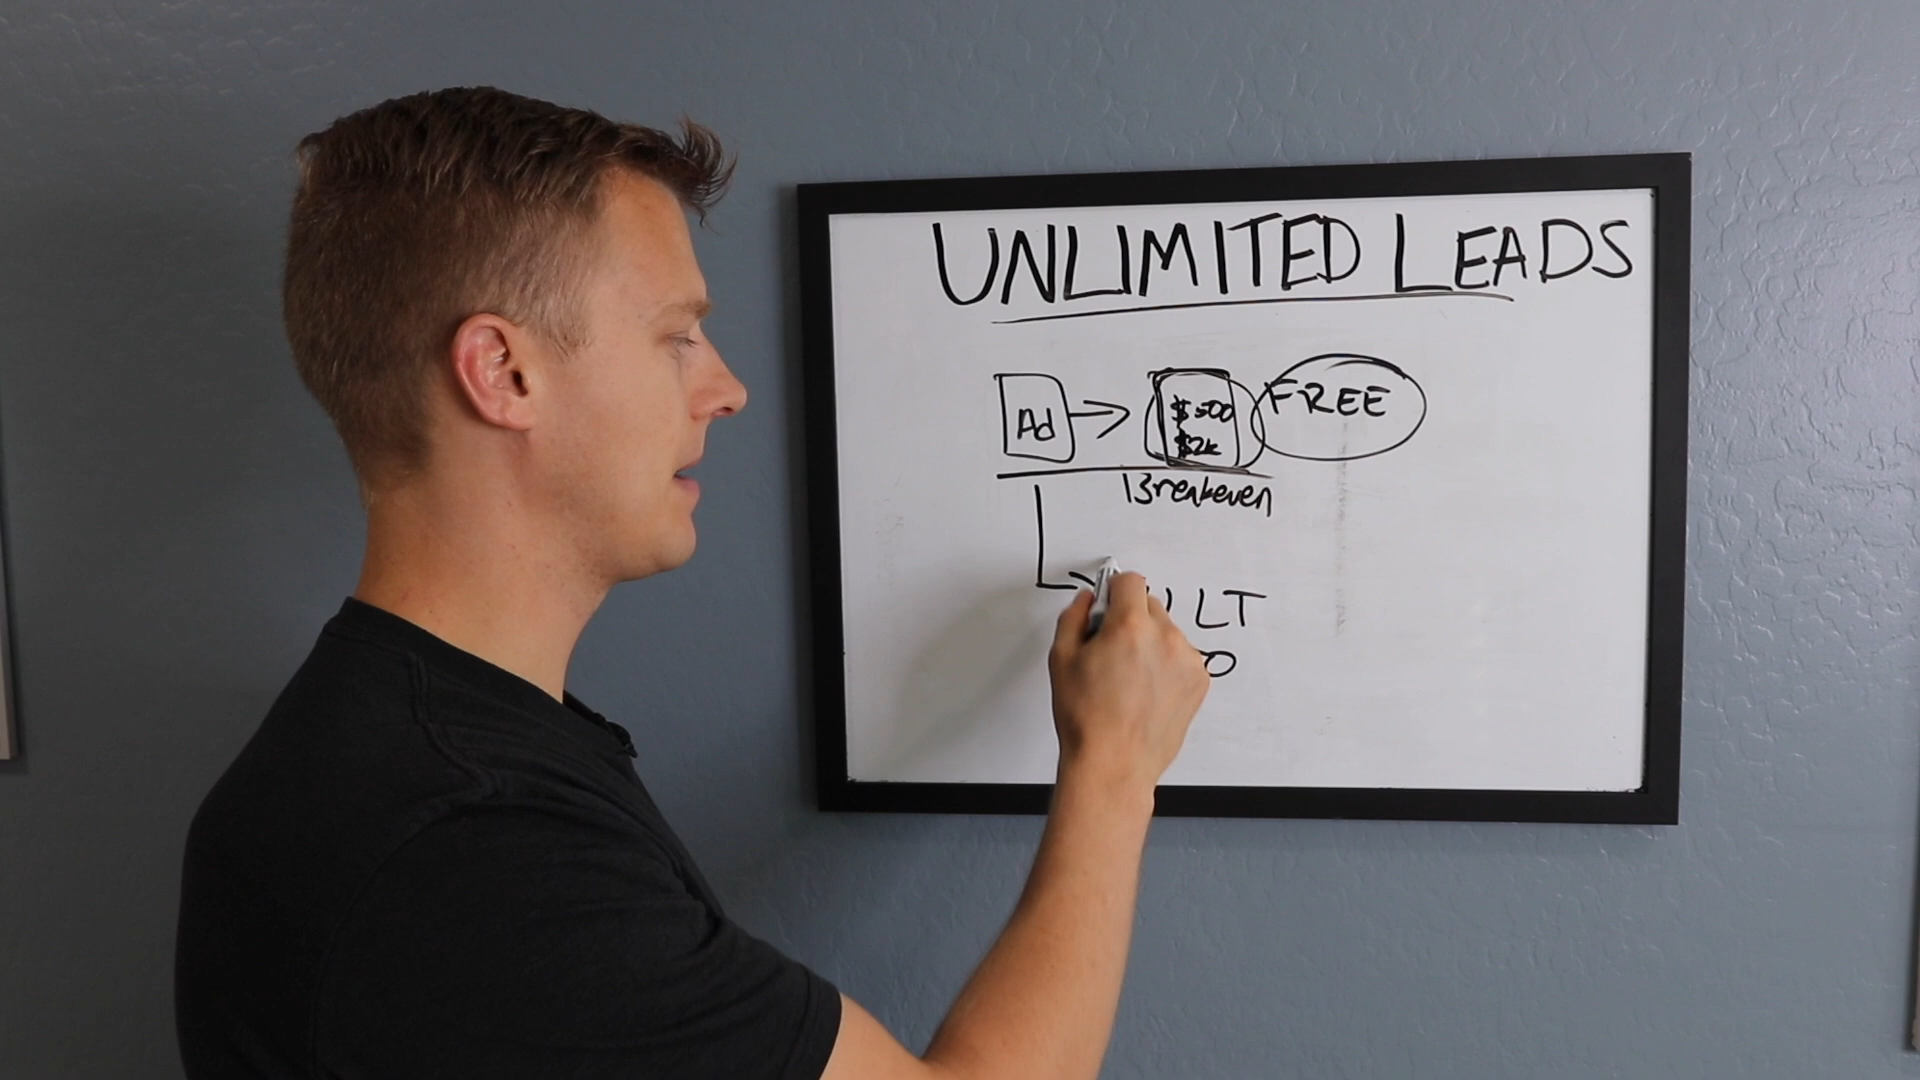 UNLIMITED LEADS
Ad $500 FREE
$2k
Breakeven
LT